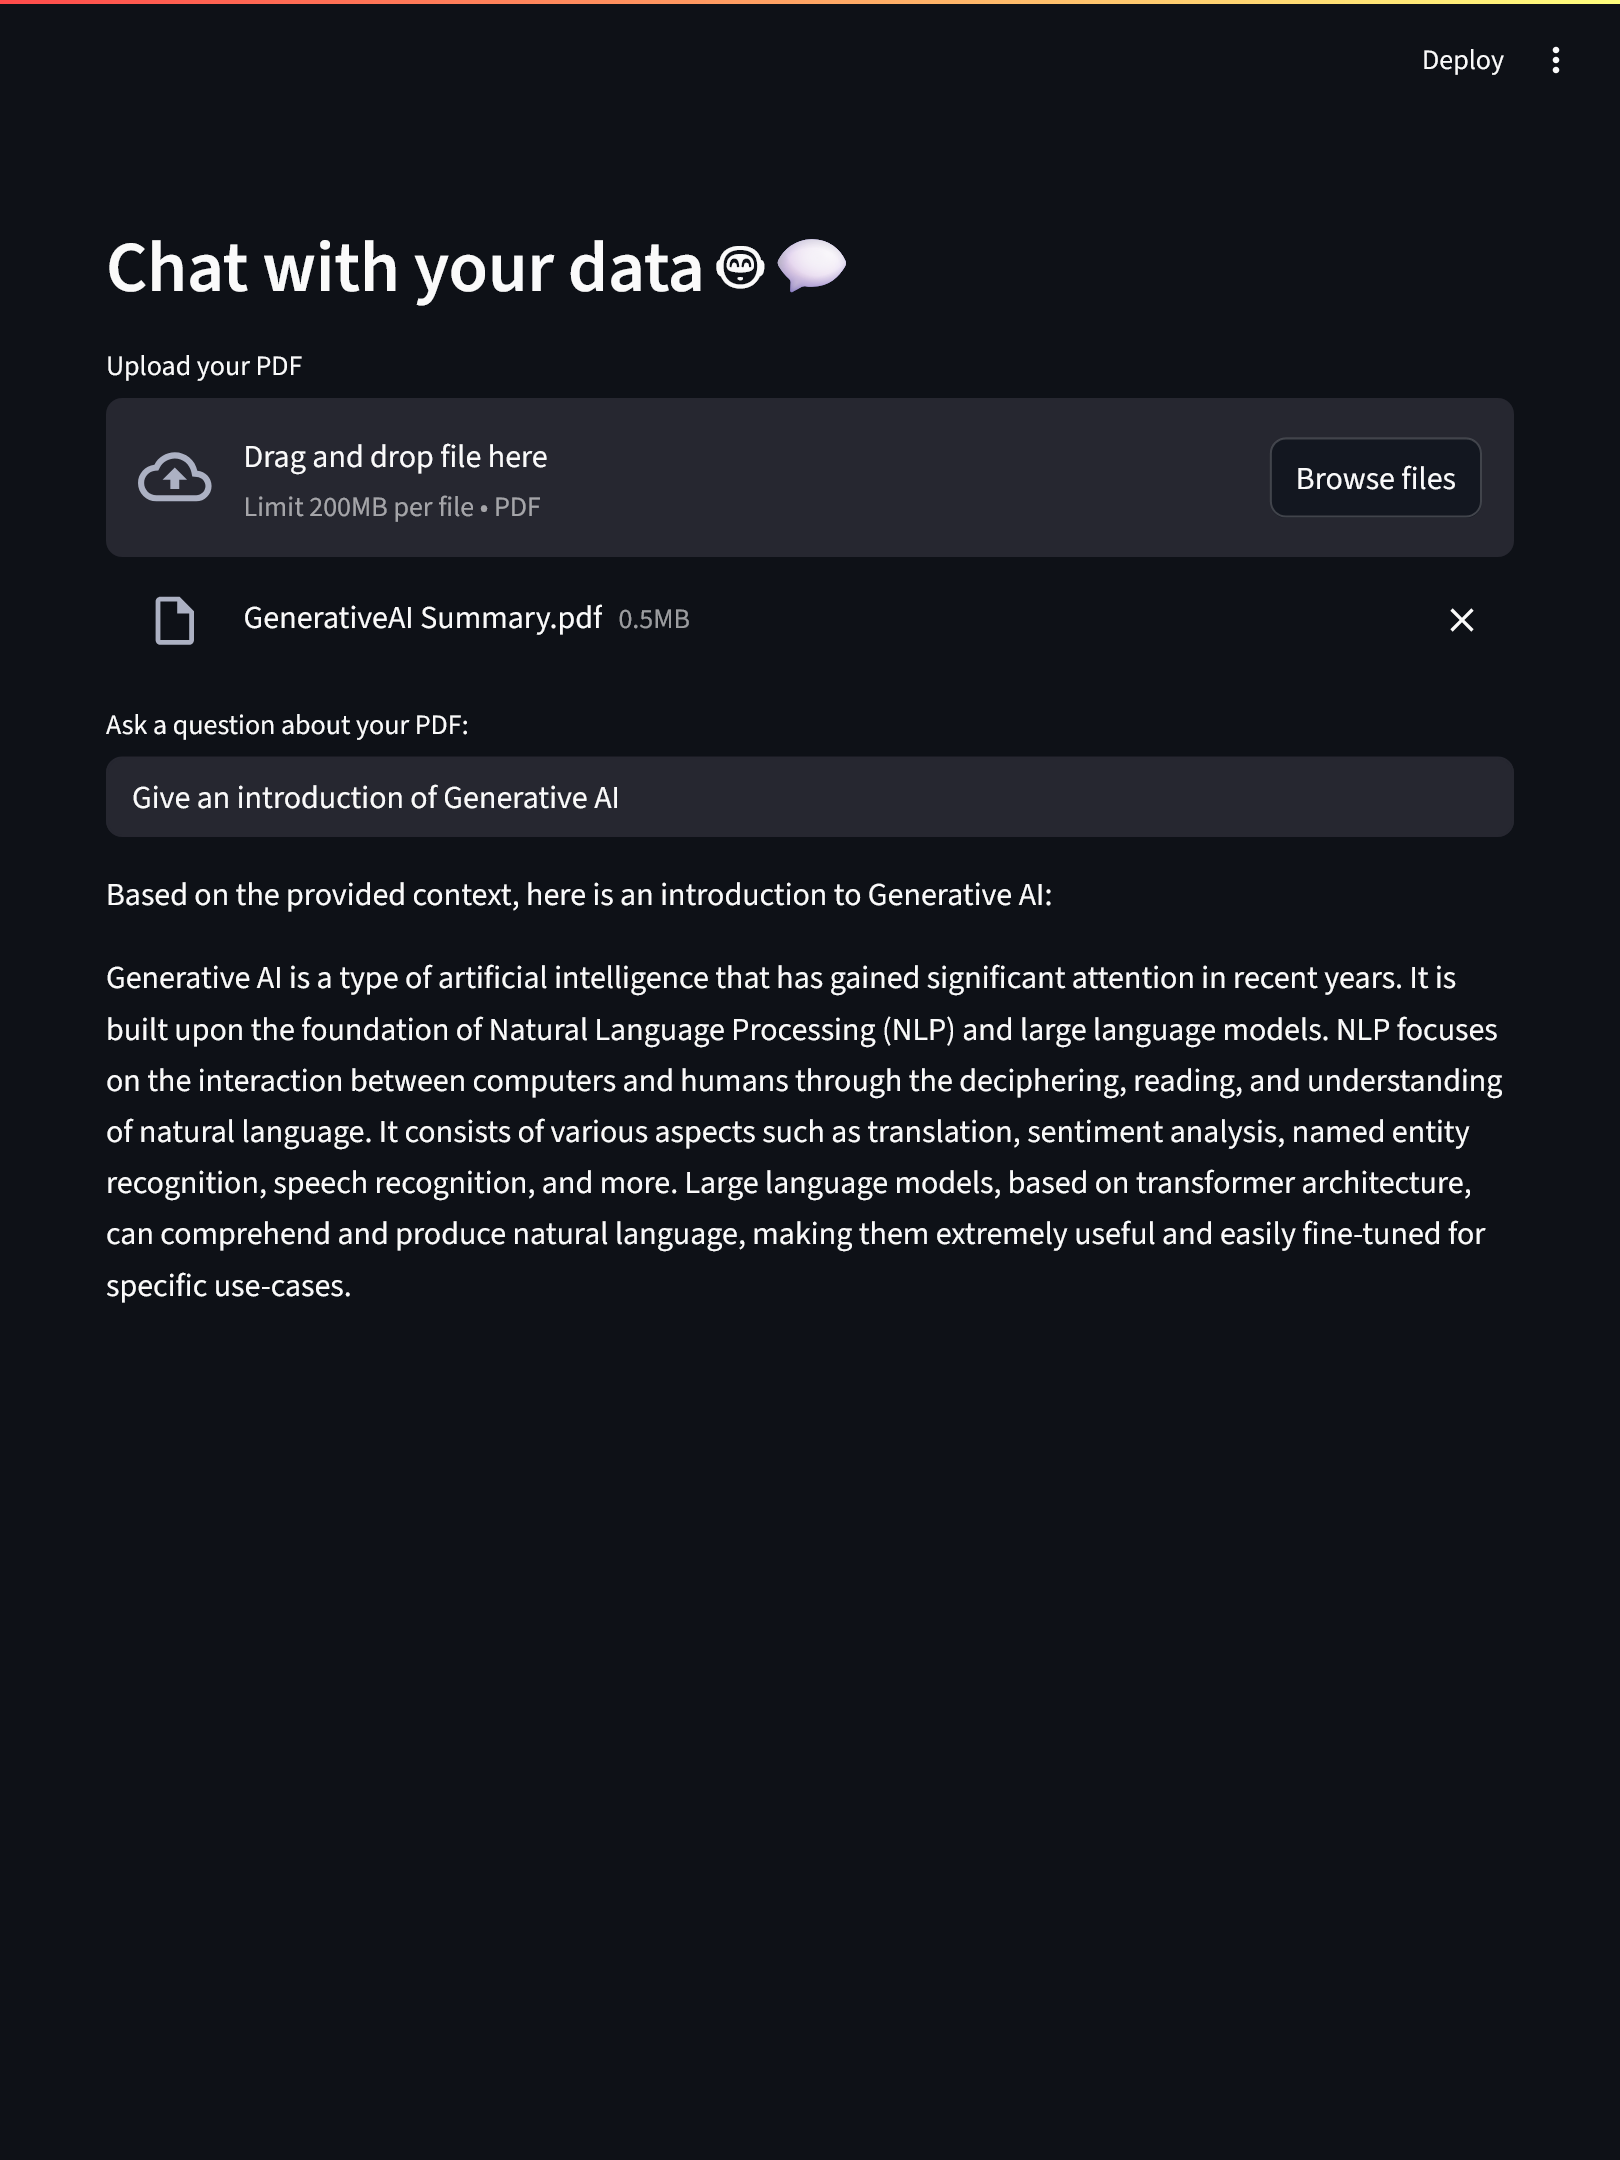 Deploy
Chat with your data
Upload your PDF
Drag and drop file here
Limit 200MB per file • PDF
Browse files
GenerativeAI Summary.pdf 0.5MB
Ask a question about your PDF:
Give an introduction of Generative AI
Based on the provided context, here is an introduction to Generative AI:
Generative AI is a type of artificial intelligence that has gained significant attention in recent years. It is
built upon the foundation of Natural Language Processing (NLP) and large language models. NLP focuses
on the interaction between computers and humans through the deciphering, reading, and understanding
of natural language. It consists of various aspects such as translation, sentiment analysis, named entity
recognition, speech recognition, and more. Large language models, based on transformer architecture,
can comprehend and produce natural language, making them extremely useful and easily fine-tuned for
specific use-cases.